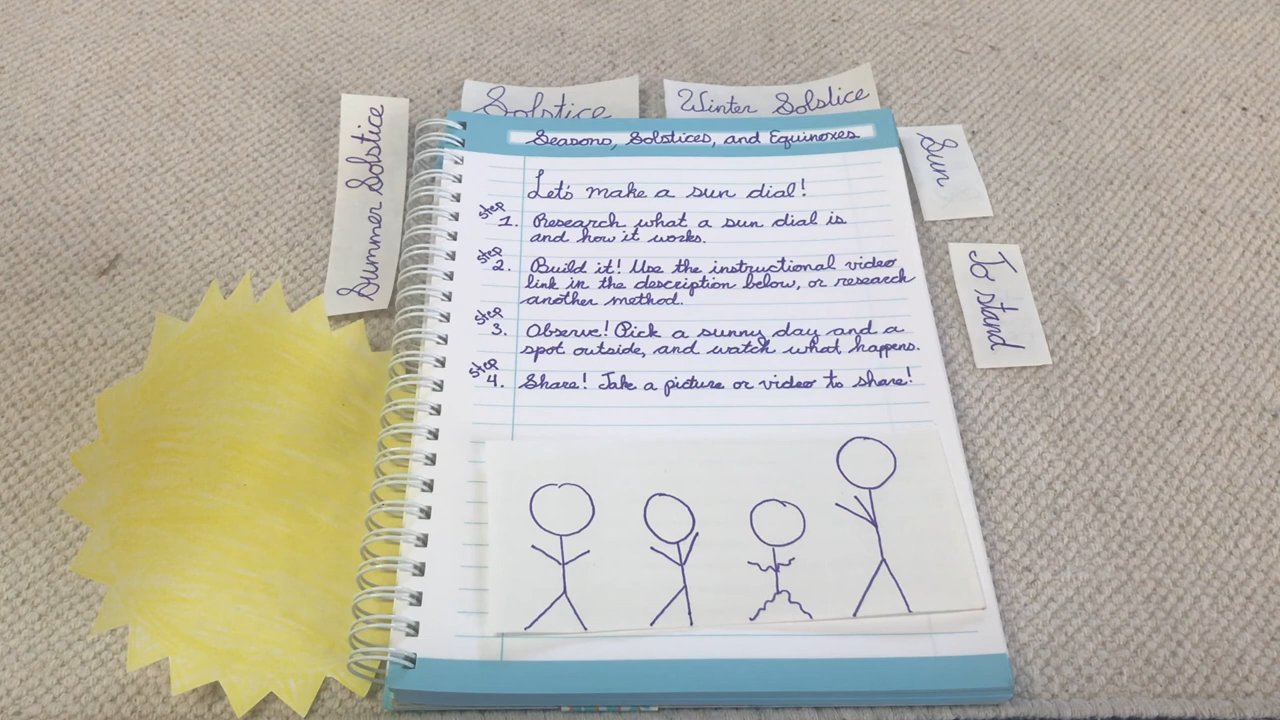 Solstice
Winter Solstice
Summer Solstice
Sun
To stand
Seasons, Solstices, and Equinoxes
Let's make a sun dial!
step 1. Research what a sun dial is
and how it works.
step 2. Build it! Use the instructional video
link in the description below, or research
another method.
step 3. Observe! Pick a sunny day and a
spot outside, and watch what happens.
step 4. Share! Take a picture or video to share!